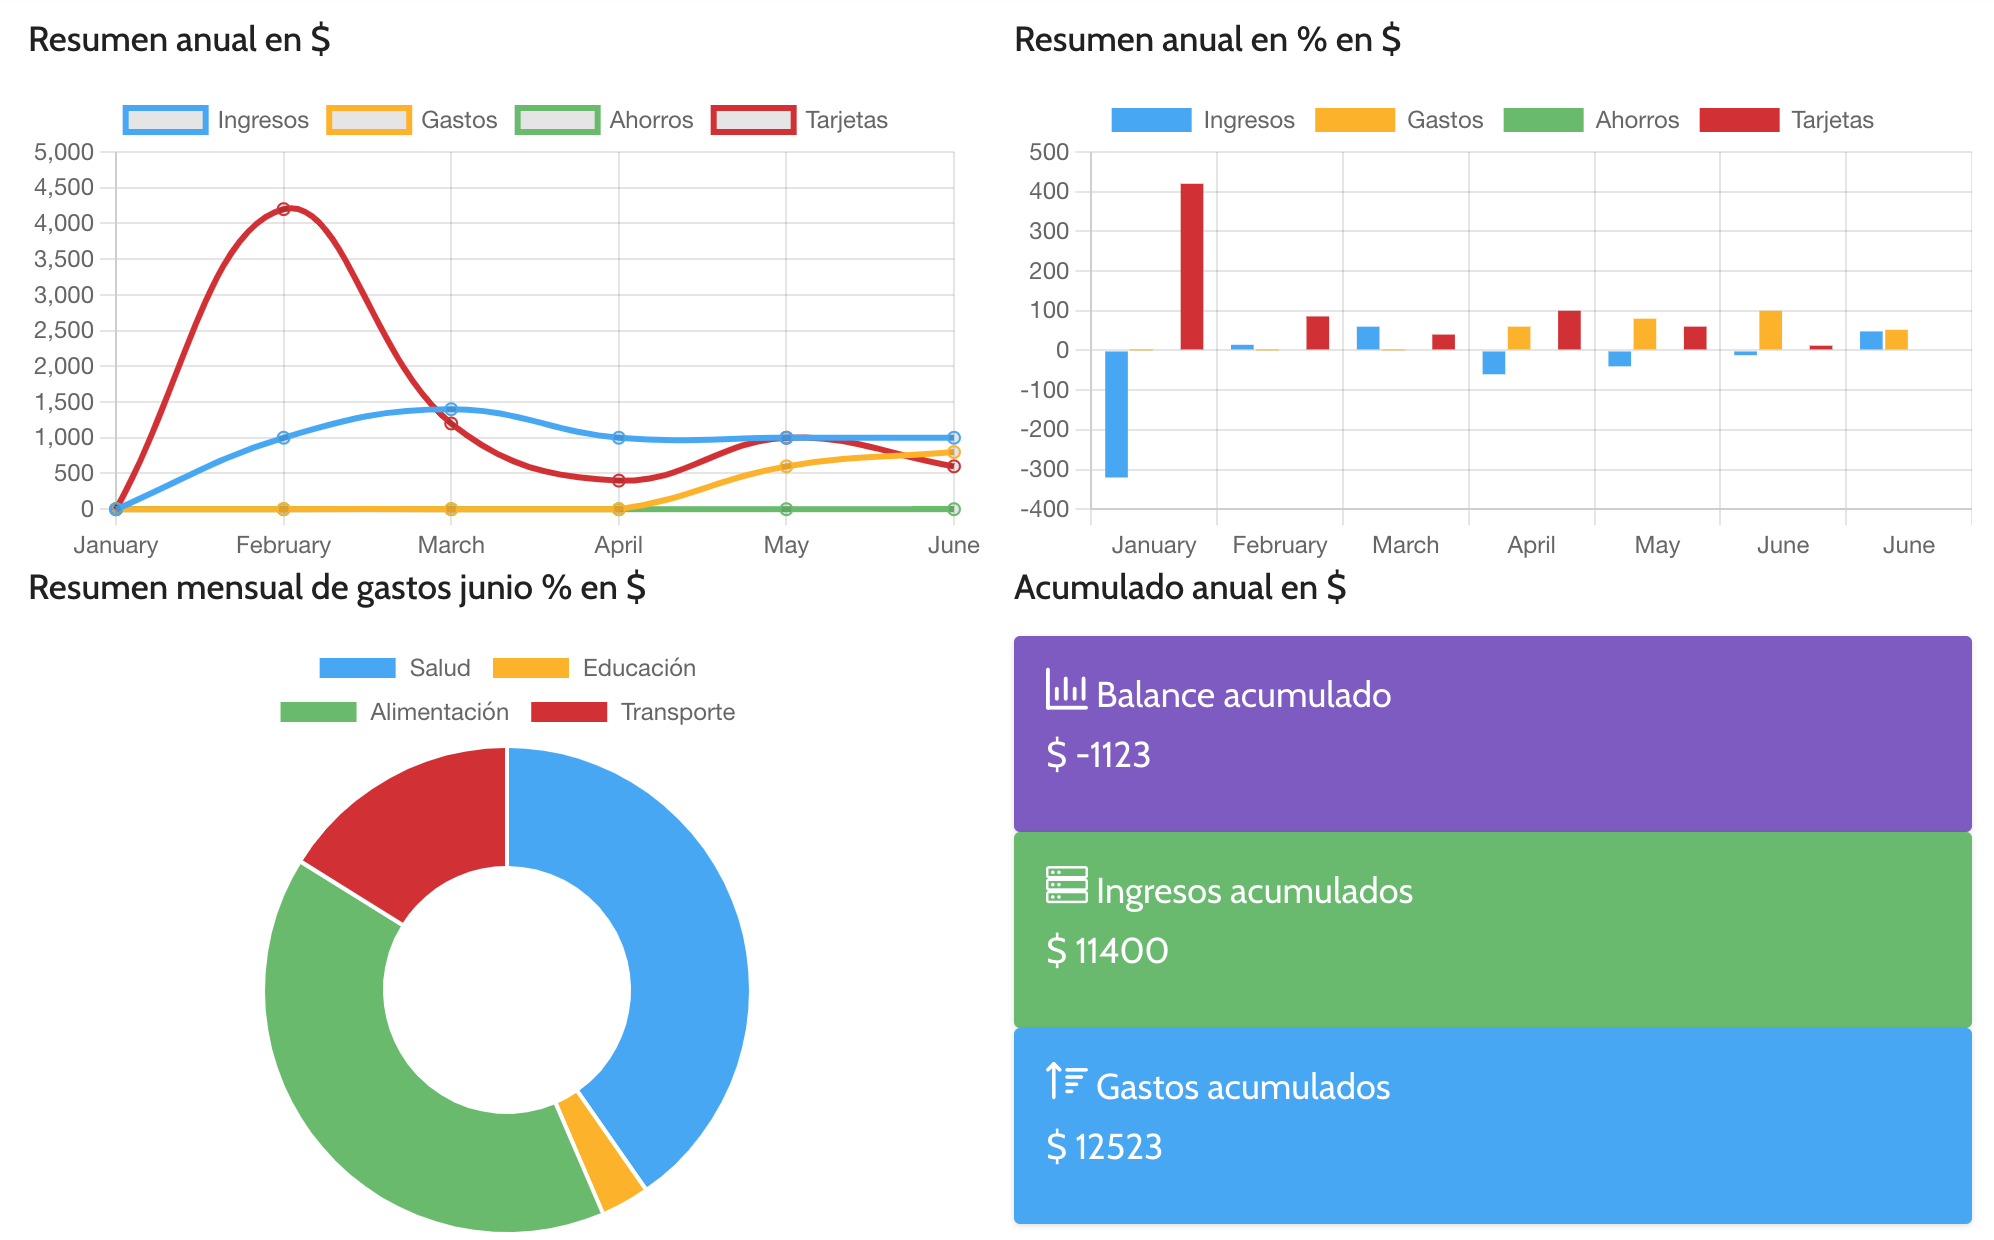 Resumen anual en $
Ingresos Gastos Ahorros Tarjetas
5,000
4,500
4,000
3,500
3,000
2,500
2,000
1,500
1,000
500
0
January February March April May June
Resumen anual en % en $
Ingresos Gastos Ahorros Tarjetas
500
400
300
200
100
0
-100
-200
-300
-400
January February March April May June June
Resumen mensual de gastos junio % en $
Salud Educación
Alimentación Transporte
Acumulado anual en $
Balance acumulado
$ -1123
Ingresos acumulados
$ 11400
Gastos acumulados
$ 12523